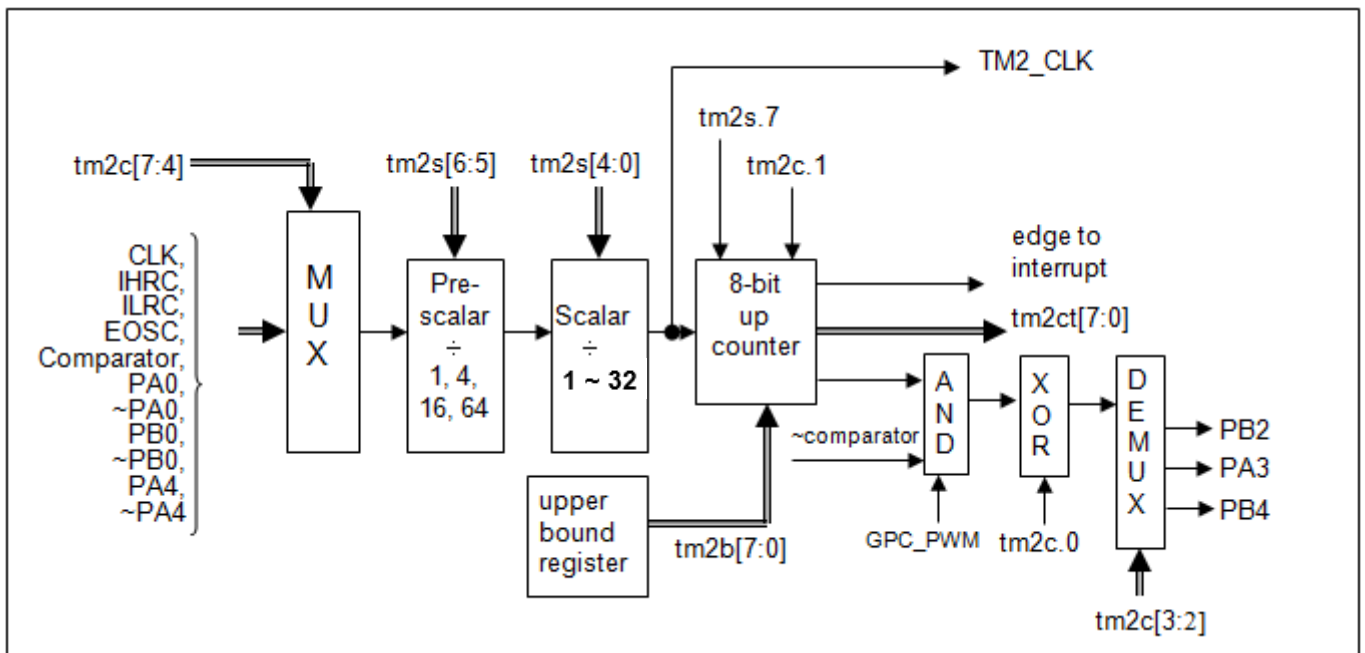 TM2_CLK
tm2s.7
tm2c[7:4]
tm2s[6:5]
tm2s[4:0]
tm2c.1
CLK,
IHRC,
ILRC,
EOSC,
Comparator,
PA0,
~PA0,
PB0,
~PB0,
PA4,
~PA4
M
U
X
Pre-
scalar
÷
1, 4,
16, 64
Scalar
÷
1 ~ 32
8-bit
up
counter
edge to
interrupt
tm2ct[7:0]
~comparator
A
N
D
X
O
R
D
E
M
U
X
PB2
PA3
PB4
upper
bound
register
tm2b[7:0]
GPC_PWM
tm2c.0
tm2c[3:2]